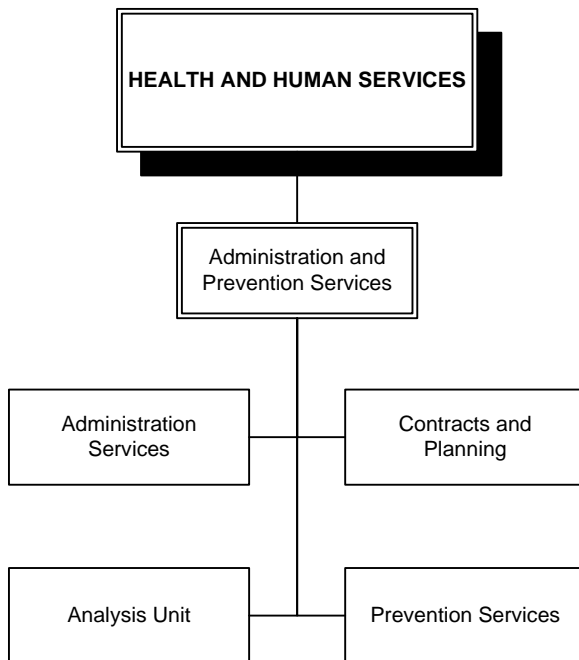 HEALTH AND HUMAN SERVICES
Administration and
Prevention Services
Administration
Services
Contracts and
Planning
Analysis Unit
Prevention Services